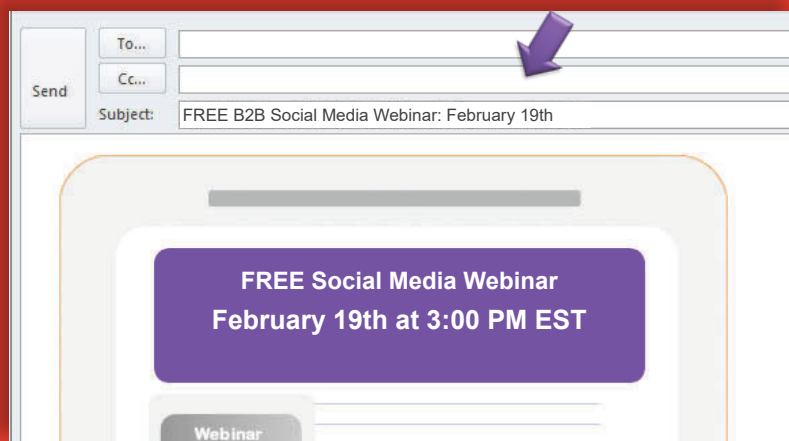 To...
Cc...
Send
Subject:
FREE B2B Social Media Webinar: February 19th
FREE Social Media Webinar
February 19th at 3:00 PM EST
Webinar